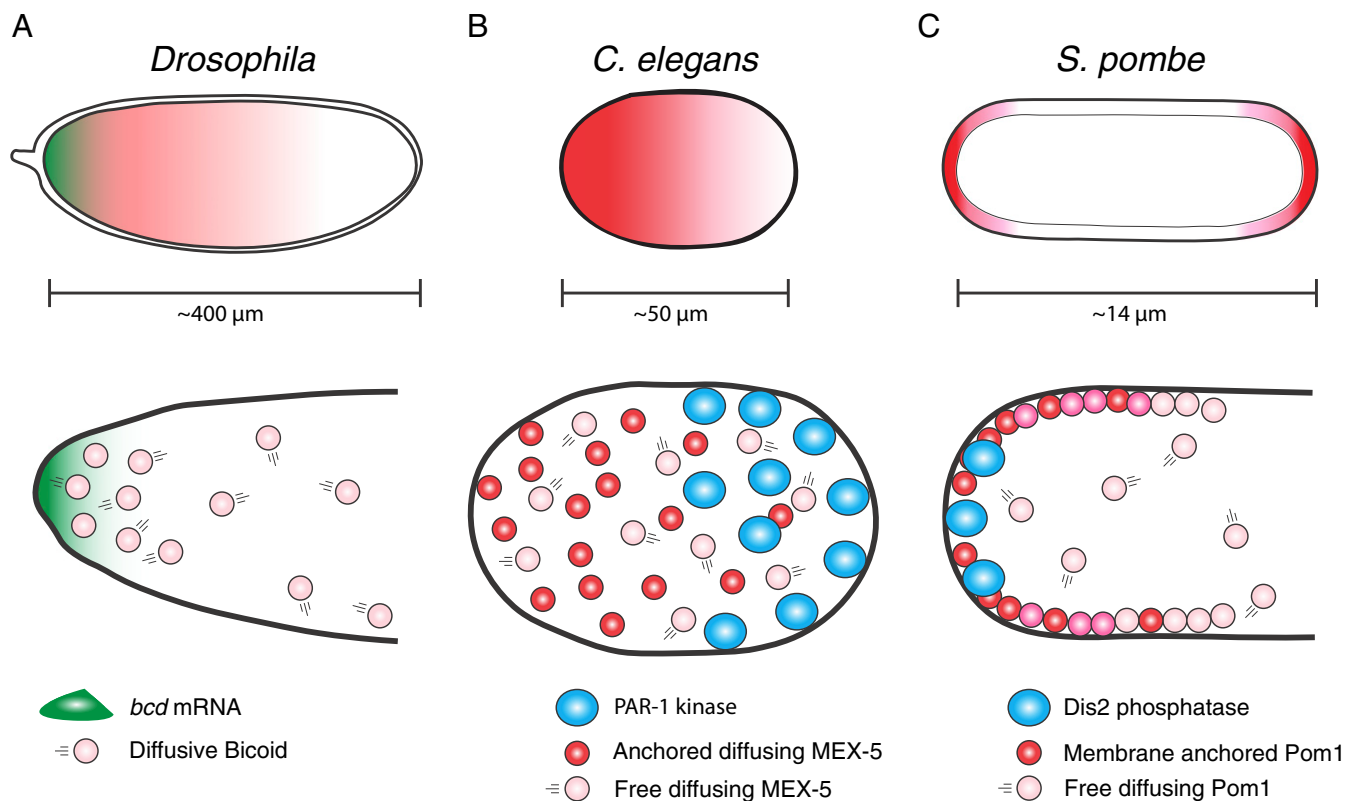 A
Drosophila
~400 µm
bcd mRNA
Diffusive Bicoid
B
C. elegans
~50 µm
PAR-1 kinase
Anchored diffusing MEX-5
Free diffusing MEX-5
C
S. pombe
~14 µm
Dis2 phosphatase
Membrane anchored Pom1
Free diffusing Pom1